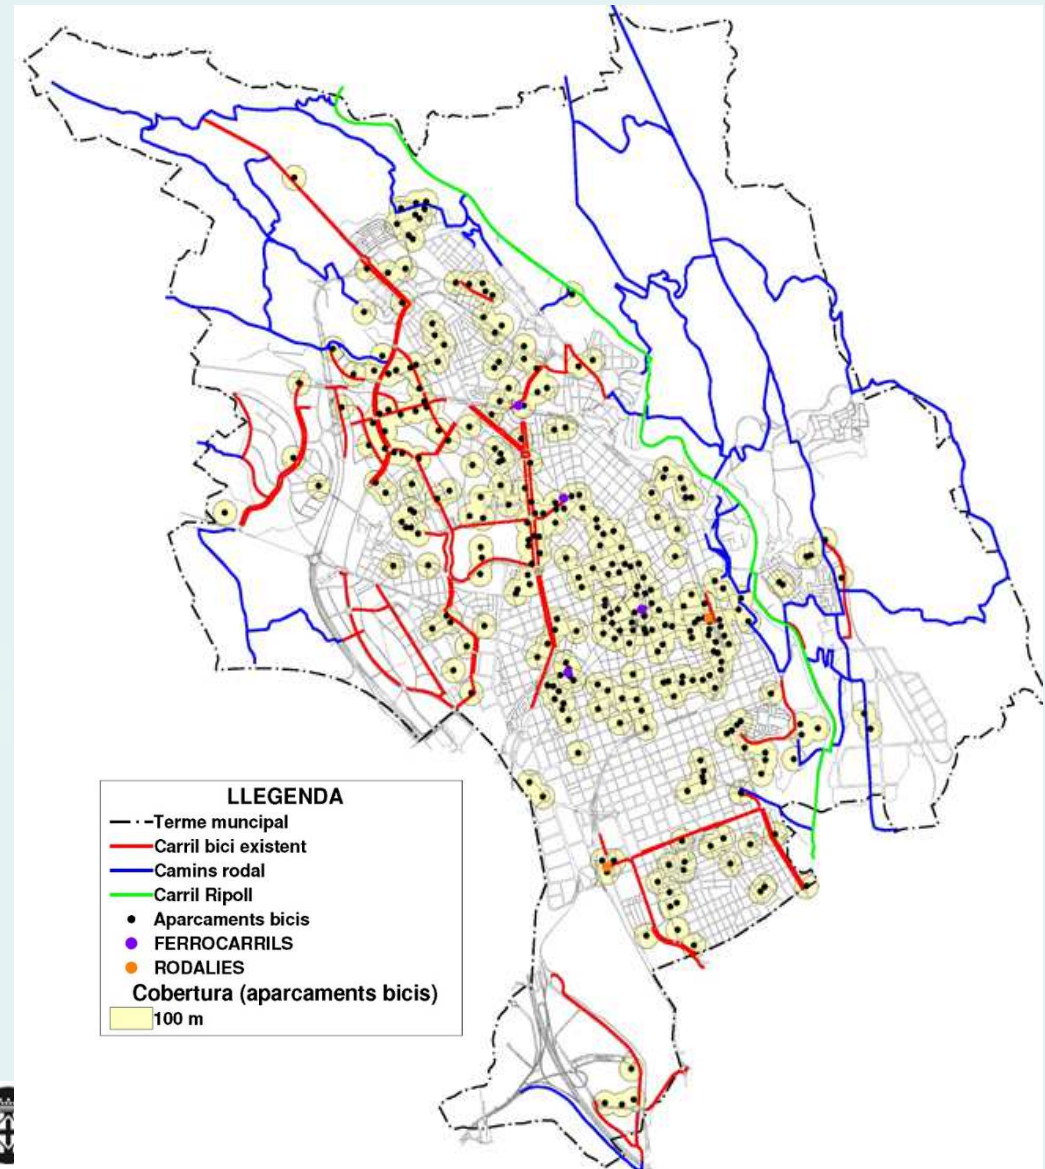 LLEGENDA
Terme muncipal
Carril bici existent
Camins rodal
Carril Ripoll
Aparcaments bicis
FERROCARRILS
RODALIES
Cobertura (aparcaments bicis)
100 m